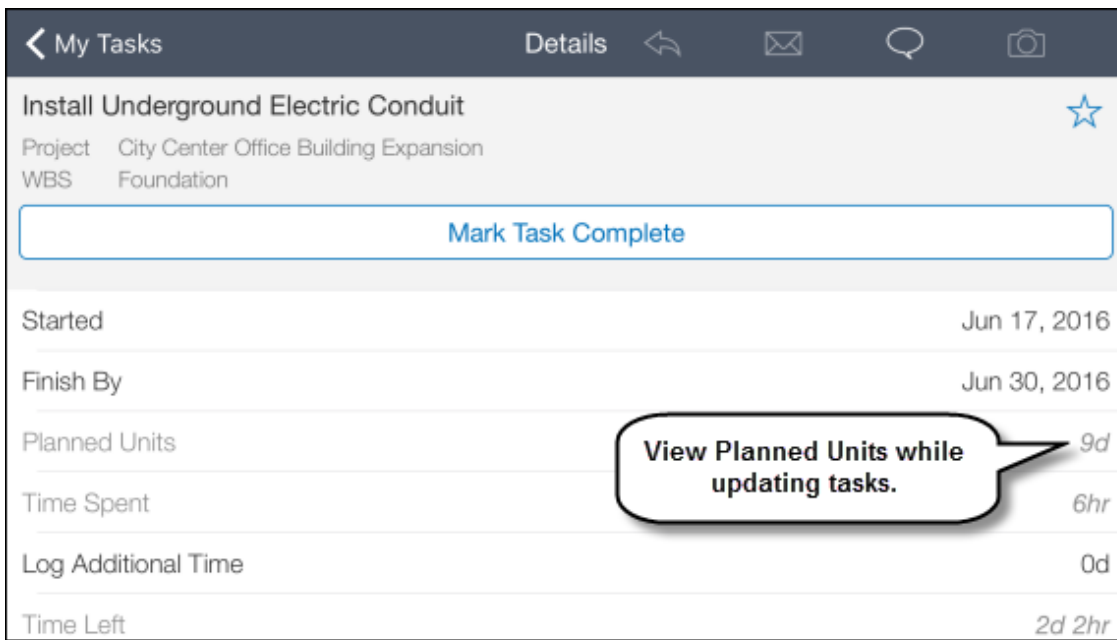 My Tasks Details
Install Underground Electric Conduit
Project City Center Office Building Expansion
WBS Foundation
Mark Task Complete
Started Jun 17, 2016
Finish By Jun 30, 2016
Planned Units 9d
View Planned Units while
updating tasks.
Time Spent 6hr
Log Additional Time 0d
Time Left 2d 2hr